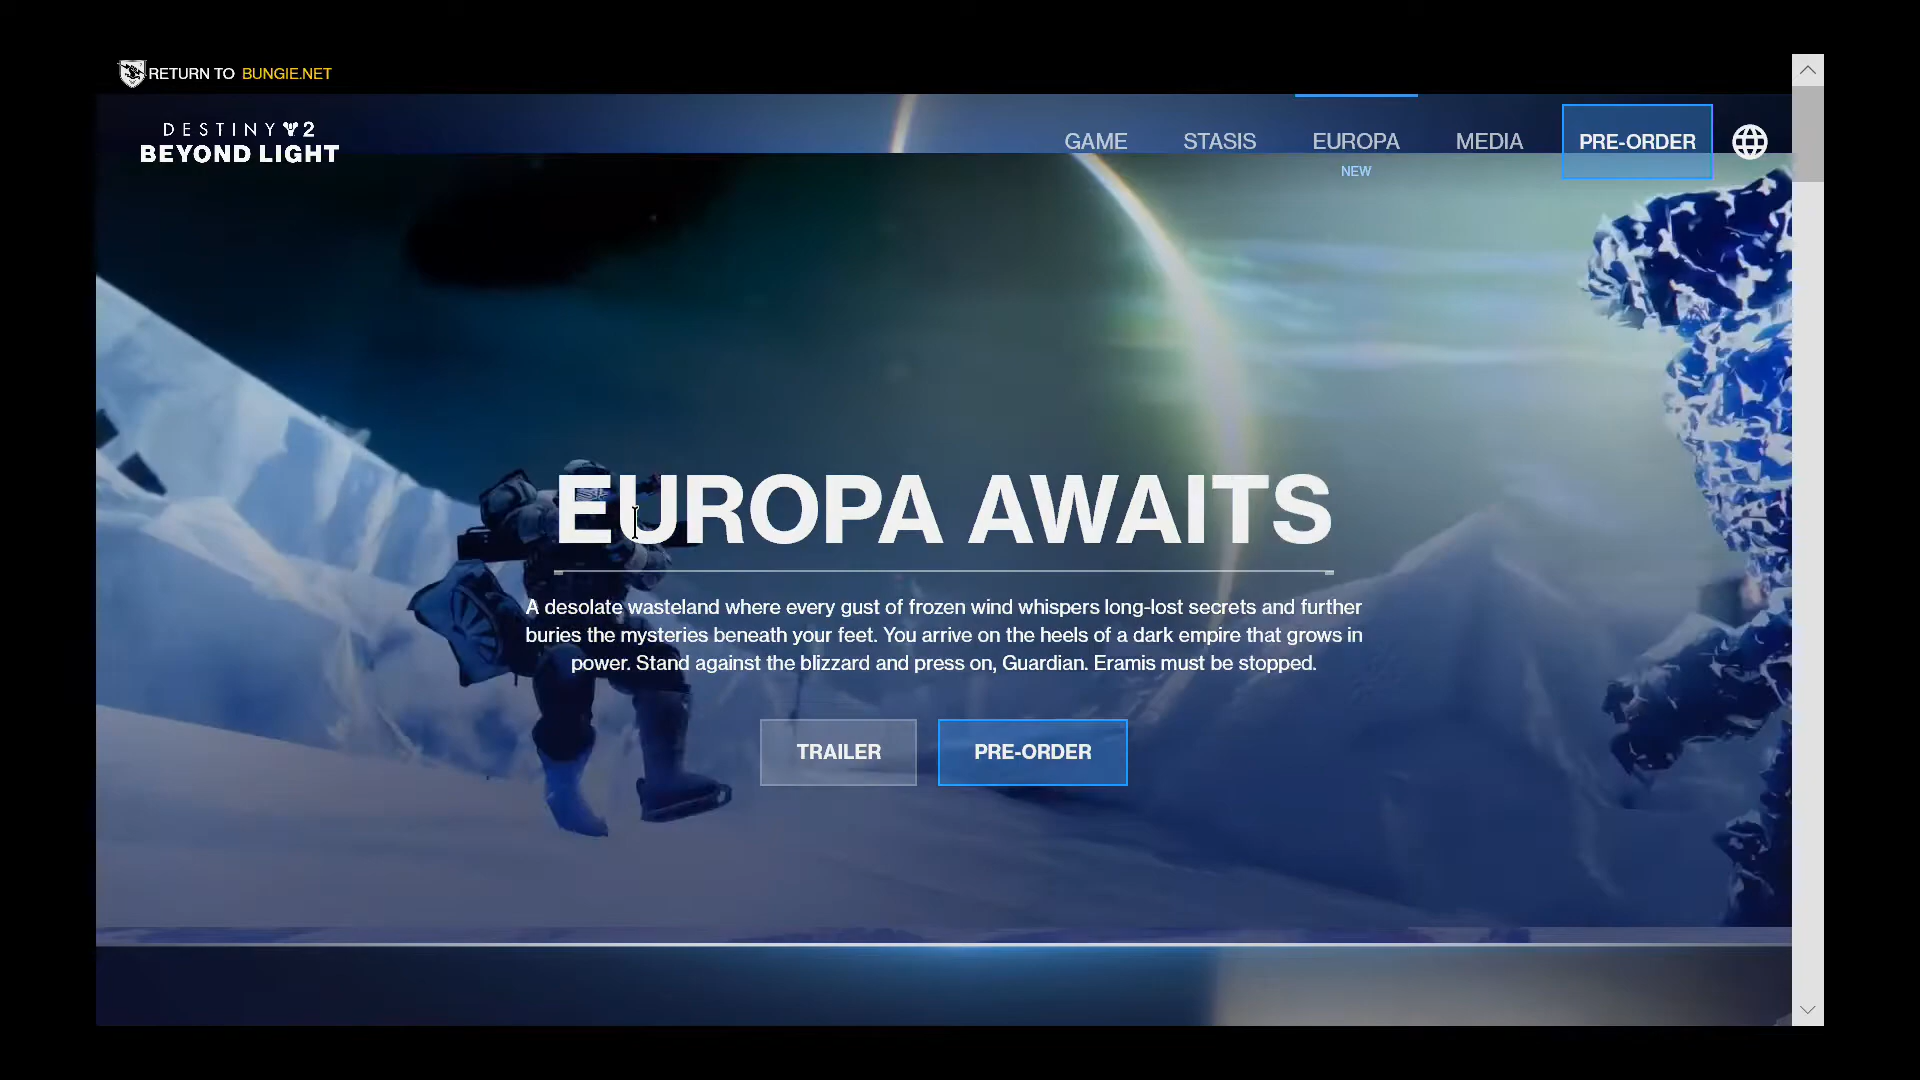 RETURN TO BUNGIE.NET
DESTINY 2
BEYOND LIGHT
GAME
STASIS
EUROPA
NEW
MEDIA
PRE-ORDER
EUROPA AWAITS
A desolate wasteland where every gust of frozen wind whispers long-lost secrets and further
buries the mysteries beneath your feet. You arrive on the heels of a dark empire that grows in
power. Stand against the blizzard and press on, Guardian. Eramis must be stopped.
TRAILER
PRE-ORDER